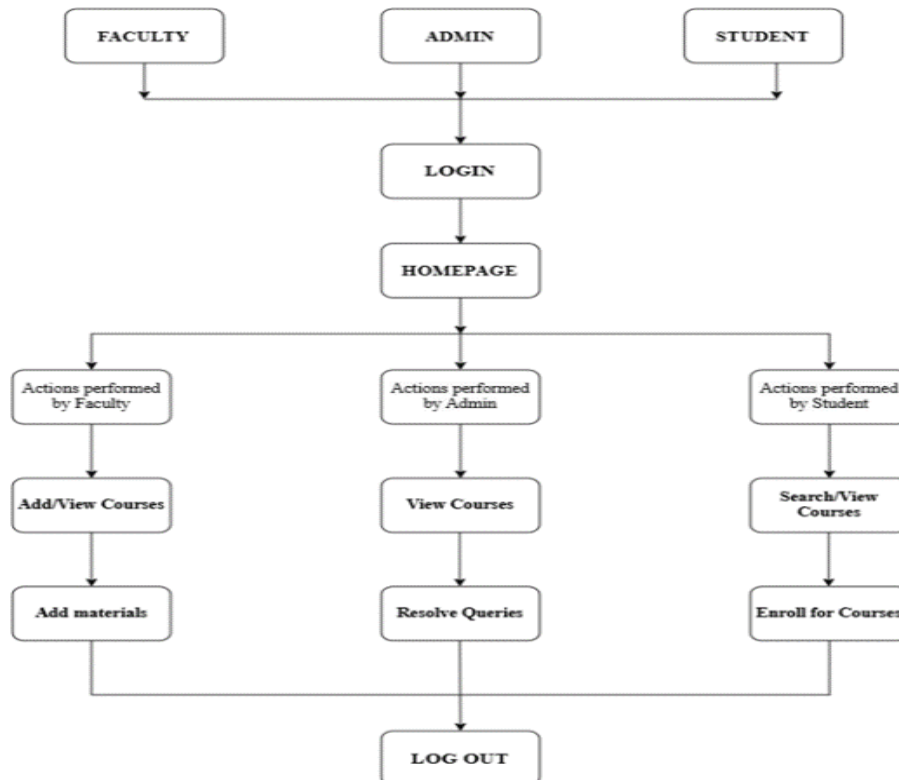 FACULTY
ADMIN
STUDENT
LOGIN
HOMEPAGE
Actions performed
by Faculty
Actions performed
by Admin
Actions performed
by Student
Add/View Courses
View Courses
Search/View
Courses
Add materials
Resolve Queries
Enroll for Courses
LOG OUT